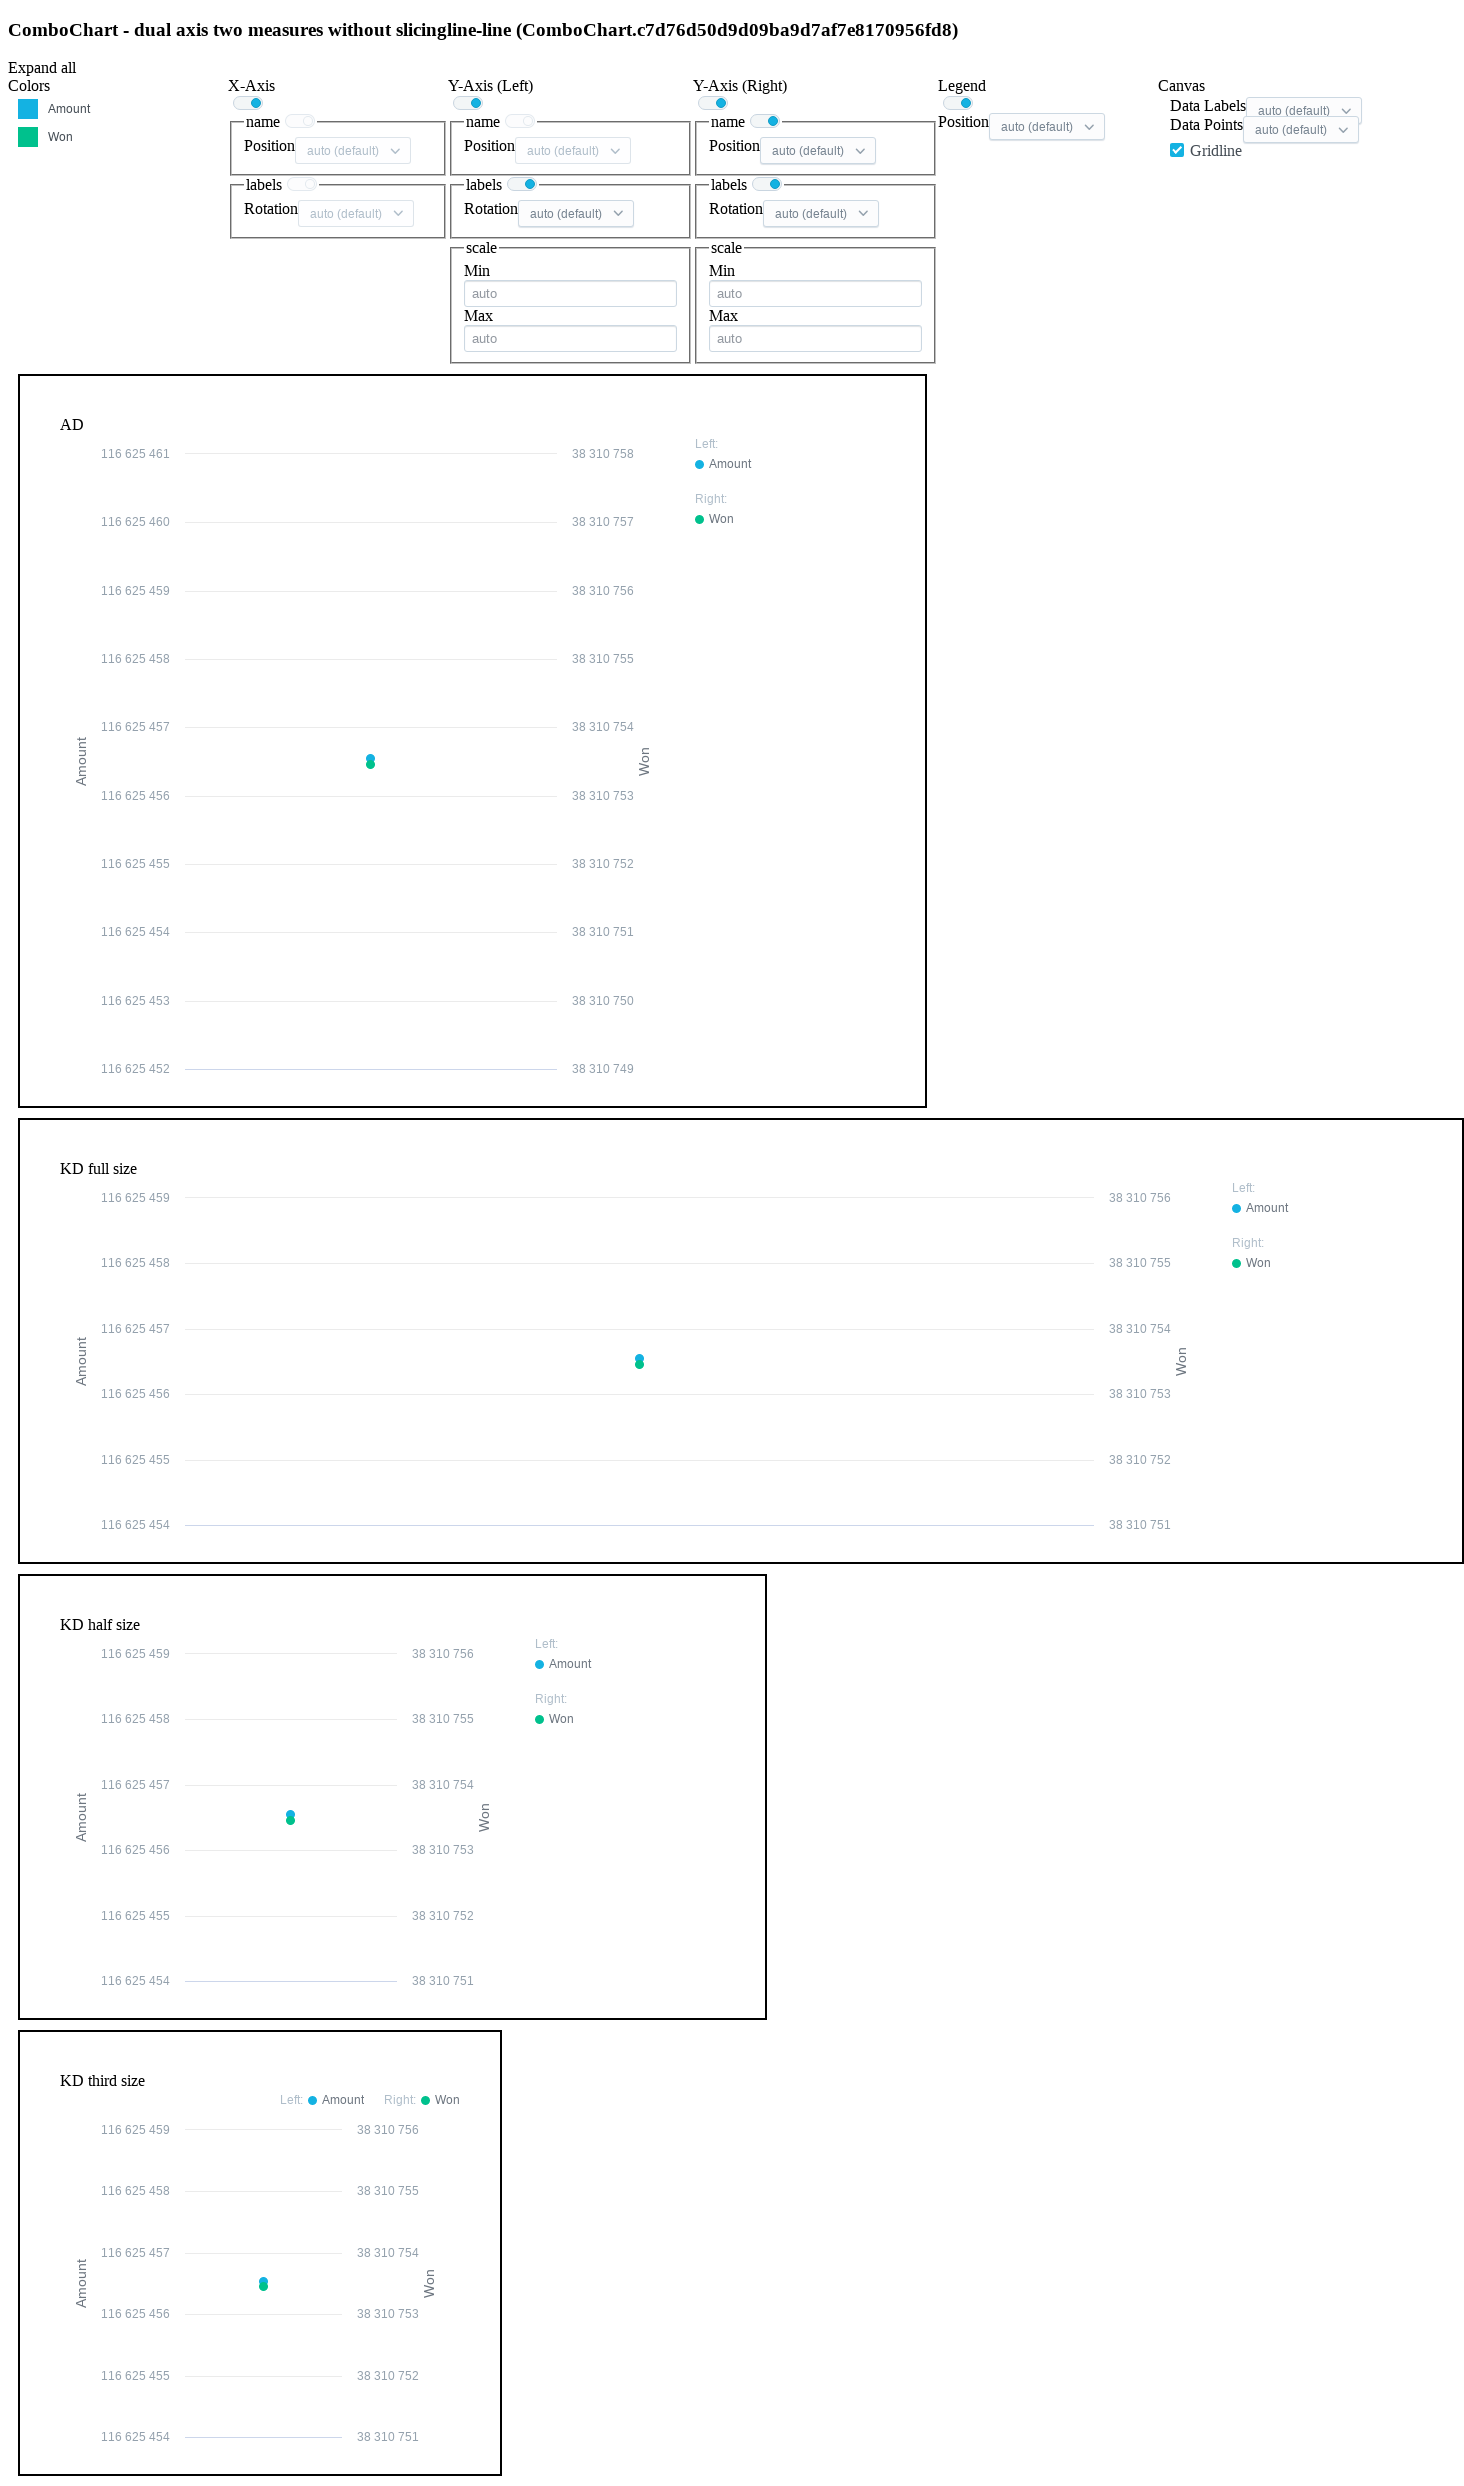 ComboChart - dual axis two measures without slicingline-line (ComboChart.c7d76d50d9d09ba9d7af7e8170956fd8)
Expand all
Colors
Amount
Won
X-Axis
name
Position auto (default)
labels
Rotation auto (default)
Y-Axis (Left)
name
Position auto (default)
labels
Rotation auto (default)
scale
Min
auto
Max
auto
Y-Axis (Right)
name
Position auto (default)
labels
Rotation auto (default)
scale
Min
auto
Max
auto
Legend
Position auto (default)
Canvas
Data Labels auto (default)
Data Points auto (default)
Gridline
AD
116 625 461 38 310 758
116 625 460 38 310 757
116 625 459 38 310 756
116 625 458 38 310 755
116 625 457 38 310 754
116 625 456 38 310 753
116 625 455 38 310 752
116 625 454 38 310 751
116 625 453 38 310 750
116 625 452 38 310 749
Amount
Won
Left:
Amount
Right:
Won
KD full size
116 625 459 38 310 756
116 625 458 38 310 755
116 625 457 38 310 754
116 625 456 38 310 753
116 625 455 38 310 752
116 625 454 38 310 751
Amount
Won
Left:
Amount
Right:
Won
KD half size
116 625 459 38 310 756
116 625 458 38 310 755
116 625 457 38 310 754
116 625 456 38 310 753
116 625 455 38 310 752
116 625 454 38 310 751
Amount
Won
Left:
Amount
Right:
Won
KD third size
Left: Amount Right: Won
116 625 459 38 310 756
116 625 458 38 310 755
116 625 457 38 310 754
116 625 456 38 310 753
116 625 455 38 310 752
116 625 454 38 310 751
Amount
Won